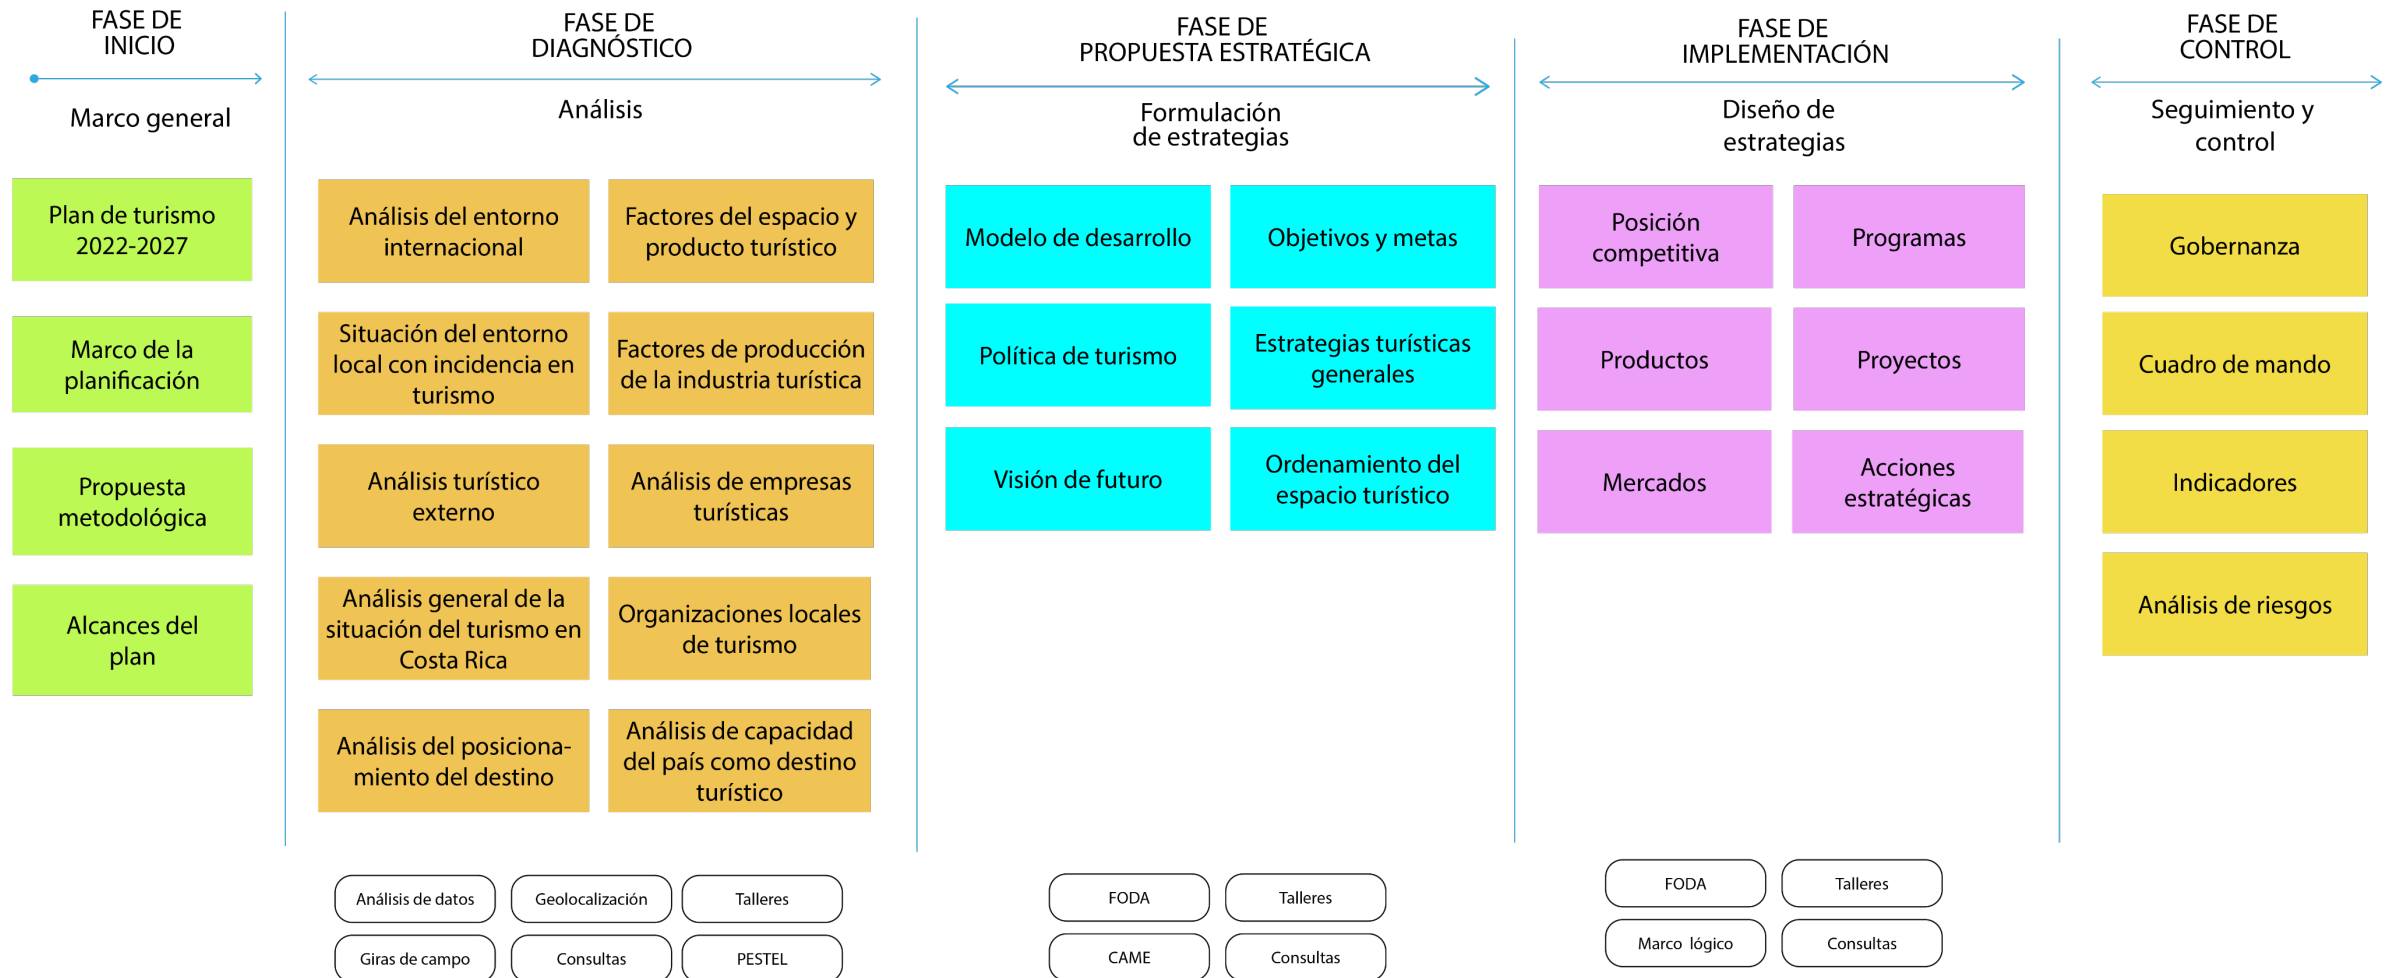 FASE DE
INICIO
Marco general
Plan de turismo
2022-2027
Marco de la
planificación
Propuesta
metodológica
Alcances del
plan
FASE DE
DIAGNÓSTICO
Análisis
Análisis del entorno
internacional
Factores del espacio y
producto turístico
Situación del entorno
local con incidencia en
turismo
Factores de producción
de la industria turística
Análisis turístico
externo
Análisis de empresas
turísticas
Análisis general de la
situación del turismo en
Costa Rica
Organizaciones locales
de turismo
Análisis del posiciona-
miento del destino
Análisis de capacidad
del país como destino
turístico
Análisis de datos
Geolocalización
Talleres
Giras de campo
Consultas
PESTEL
FASE DE
PROPUESTA ESTRATÉGICA
Formulación
de estrategias
Modelo de desarrollo
Objetivos y metas
Política de turismo
Estrategias turísticas
generales
Visión de futuro
Ordenamiento del
espacio turístico
FODA
Talleres
CAME
Consultas
FASE DE
IMPLEMENTACIÓN
Diseño de
estrategias
Posición
competitiva
Programas
Productos
Proyectos
Mercados
Acciones
estratégicas
FODA
Talleres
Marco lógico
Consultas
FASE DE
CONTROL
Seguimiento y
control
Gobernanza
Cuadro de mando
Indicadores
Análisis de riesgos